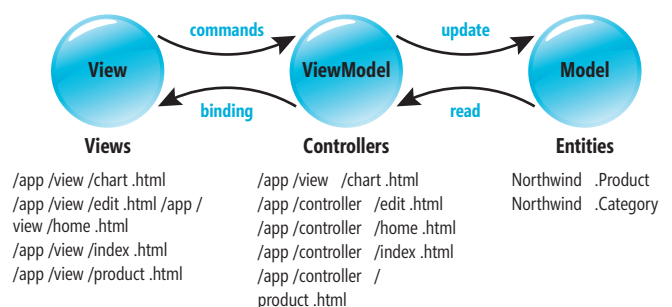 commands
update
View
ViewModel
Model
binding
read
Views
/app /view /chart .html
/app /view /edit .html /app /
view /home .html
/app /view /index .html
/app /view /product .html
Controllers
/app /view /chart .html
/app /controller /edit .html
/app /controller /home .html
/app /controller /index .html
/app /controller /
product .html
Entities
Northwind .Product
Northwind .Category